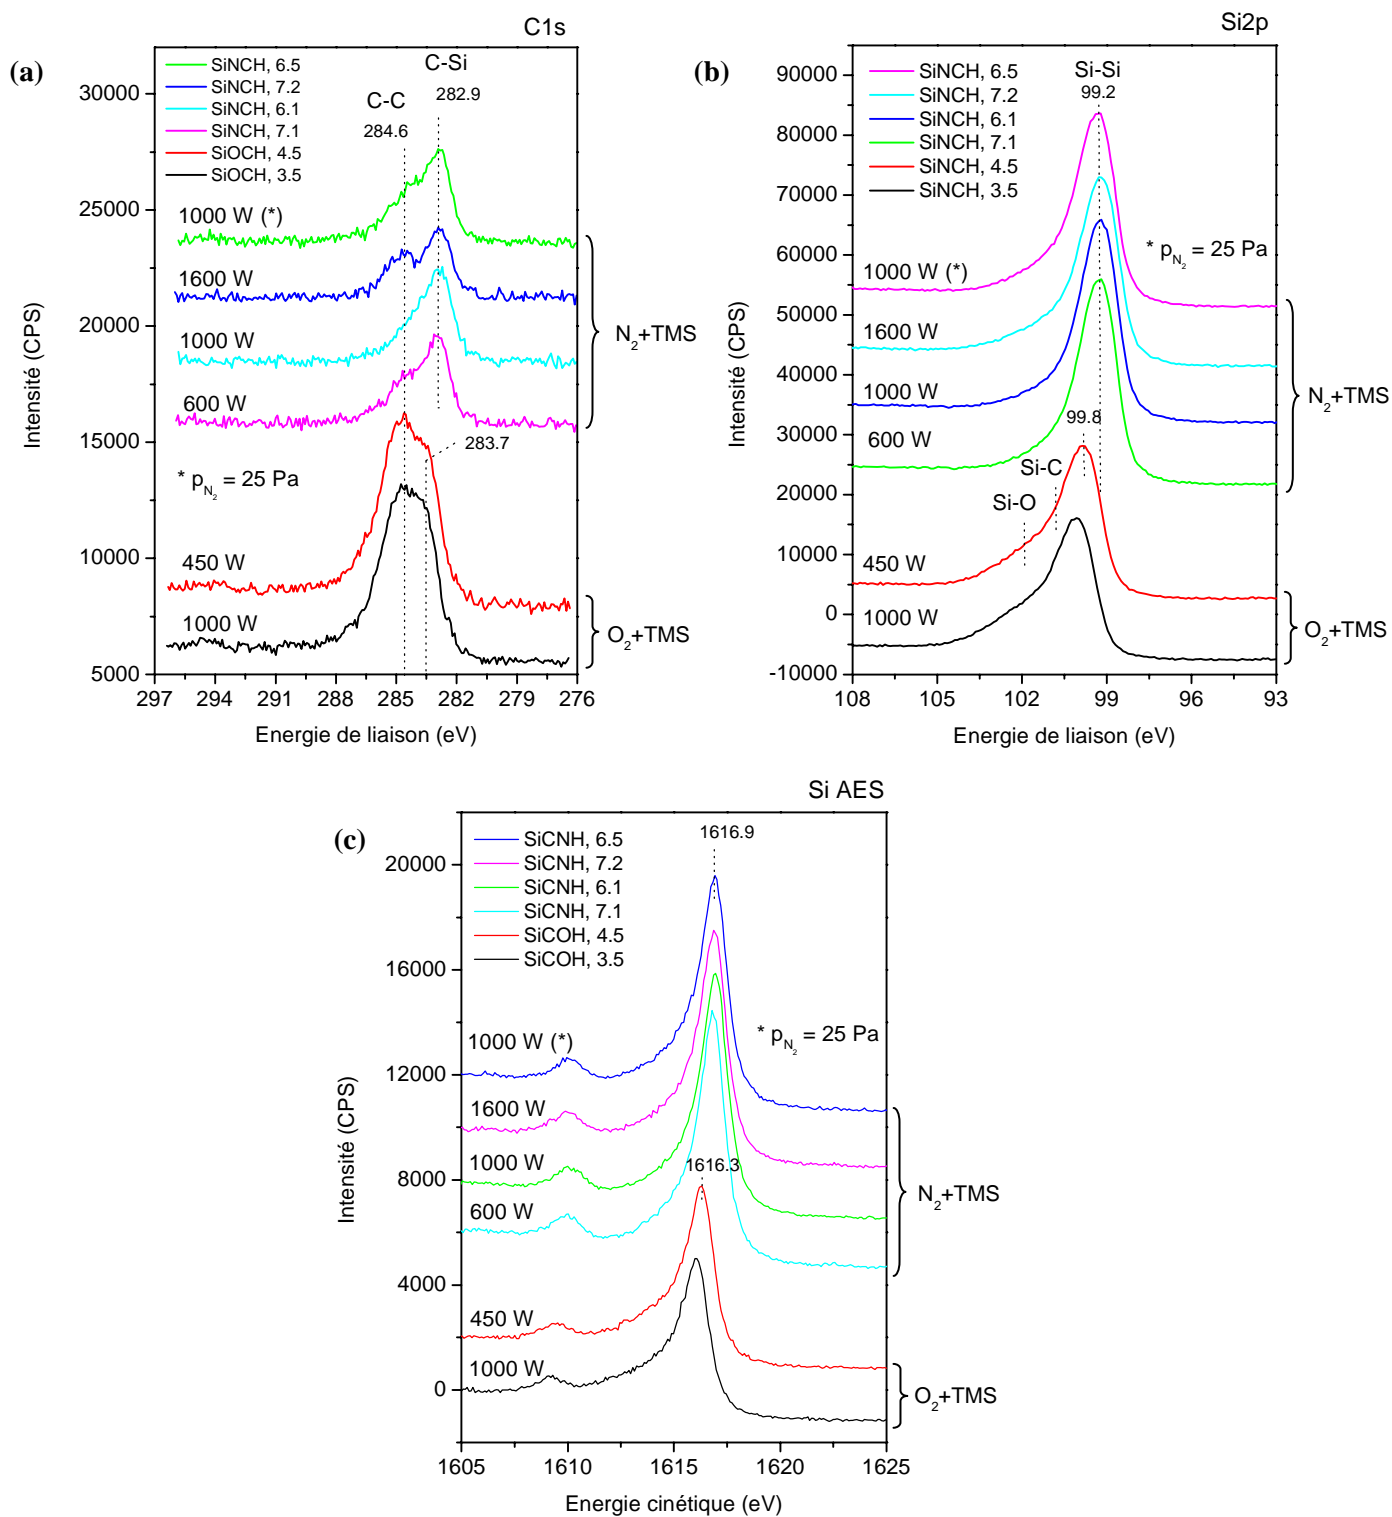 C1s
(a)
SiNCH, 6.5
SiNCH, 7.2
SiNCH, 6.1
SiNCH, 7.1
SiOCH, 4.5
SiOCH, 3.5
C-Si
282.9
C-C
284.6
283.7
1000 W (*)
1600 W
1000 W
600 W
* pN2 = 25 Pa
450 W
1000 W
N2+TMS
O2+TMS
30000
25000
20000
15000
10000
5000
297 294 291 288 285 282 279 276
Intensité (CPS)
Energie de liaison (eV)
Si2p
(b)
SiNCH, 6.5
SiNCH, 7.2
SiNCH, 6.1
SiNCH, 7.1
SiNCH, 4.5
SiNCH, 3.5
Si-Si
99.2
* pN2 = 25 Pa
1000 W (*)
1600 W
1000 W
600 W
99.8
Si-C
Si-O
450 W
1000 W
N2+TMS
O2+TMS
90000
80000
70000
60000
50000
40000
30000
20000
10000
0
-10000
108 105 102 99 96 93
Intensité (CPS)
Energie de liaison (eV)
Si AES
(c)
SiCNH, 6.5
SiCNH, 7.2
SiCNH, 6.1
SiCNH, 7.1
SiCOH, 4.5
SiCOH, 3.5
1616.9
* pN2 = 25 Pa
1000 W (*)
1600 W
1000 W
1616.3
600 W
450 W
1000 W
N2+TMS
O2+TMS
20000
16000
12000
8000
4000
0
1605 1610 1615 1620 1625
Intensité (CPS)
Energie cinétique (eV)